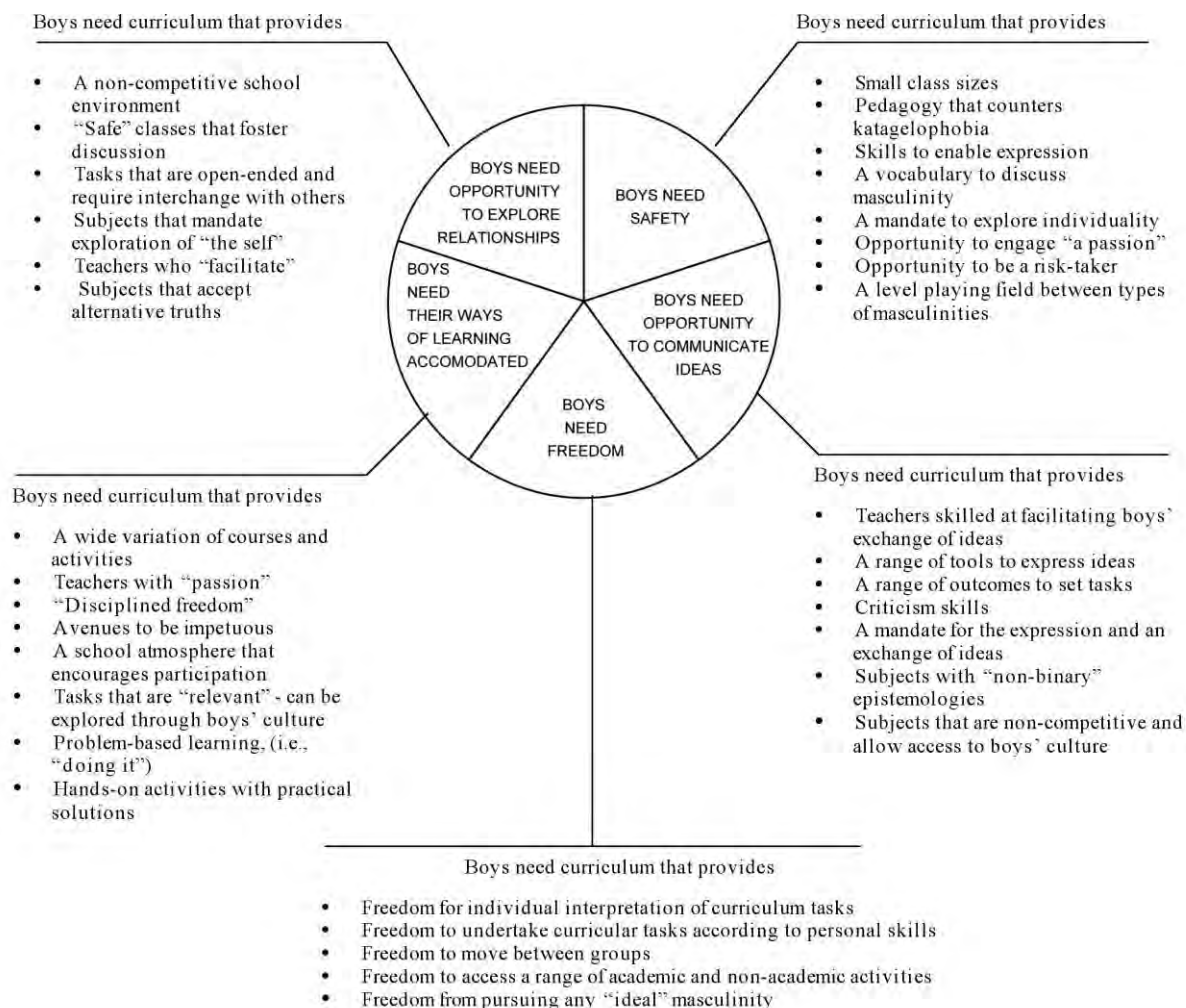 Boys need curriculum that provides
• A non-competitive school
environment
• “Safe” classes that foster
discussion
• Tasks that are open-ended and
require interchange with others
• Subjects that mandate
exploration of “the self”
• Teachers who “facilitate”
• Subjects that accept
alternative truths
Boys need curriculum that provides
• Small class sizes
• Pedagogy that counters
katagelophobia
• Skills to enable expression
• A vocabulary to discuss
masculinity
• A mandate to explore individuality
• Opportunity to engage “a passion”
• Opportunity to be a risk-taker
• A level playing field between types
of masculinities
BOYS NEED
OPPORTUNITY
TO EXPLORE
RELATIONSHIPS
BOYS NEED
SAFETY
BOYS
NEED
THEIR WAYS
OF LEARNING
ACCOMODATED
BOYS NEED
OPPORTUNITY
TO COMMUNICATE
IDEAS
BOYS
NEED
FREEDOM
Boys need curriculum that provides
• A wide variation of courses and
activities
• Teachers with “passion”
• “Disciplined freedom”
• Avenues to be impetuous
• A school atmosphere that
encourages participation
• Tasks that are “relevant” - can be
explored through boys’ culture
• Problem-based learning, (i.e.,
“doing it”)
• Hands-on activities with practical
solutions
Boys need curriculum that provides
• Teachers skilled at facilitating boys’
exchange of ideas
• A range of tools to express ideas
• A range of outcomes to set tasks
• Criticism skills
• A mandate for the expression and an
exchange of ideas
• Subjects with “non-binary”
epistemologies
• Subjects that are non-competitive and
allow access to boys’ culture
Boys need curriculum that provides
• Freedom for individual interpretation of curriculum tasks
• Freedom to undertake curricular tasks according to personal skills
• Freedom to move between groups
• Freedom to access a range of academic and non-academic activities
• Freedom from pursuing any “ideal” masculinity